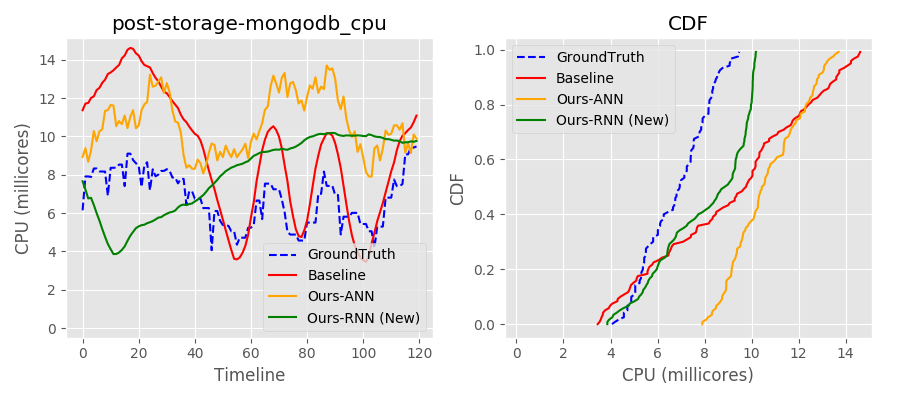 post-storage-mongodb_cpu
CPU (millicores)
14
12
10
8
6
4
2
0
GroundTruth
Baseline
Ours-ANN
Ours-RNN (New)
0 20 40 60 80 100 120
Timeline
CDF
CDF
1.0
0.8
0.6
0.4
0.2
0.0
GroundTruth
Baseline
Ours-ANN
Ours-RNN (New)
0 2 4 6 8 10 12 14
CPU (millicores)